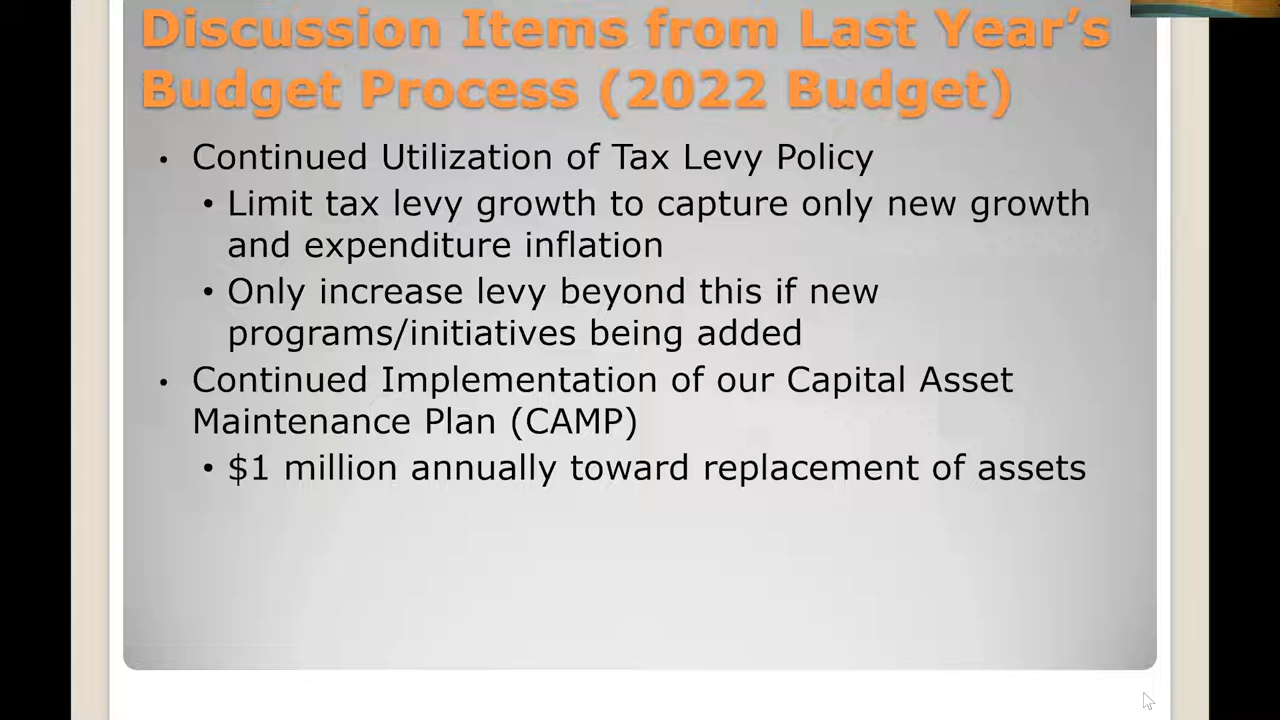 Discussion Items from Last Year’s
Budget Process (2022 Budget)
• Continued Utilization of Tax Levy Policy
• Limit tax levy growth to capture only new growth
and expenditure inflation
• Only increase levy beyond this if new
programs/initiatives being added
• Continued Implementation of our Capital Asset
Maintenance Plan (CAMP)
• $1 million annually toward replacement of assets